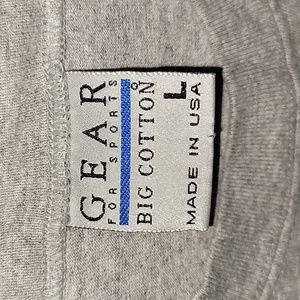 GEAR
FOR SPORTS
BIG COTTON
L
MADE IN USA